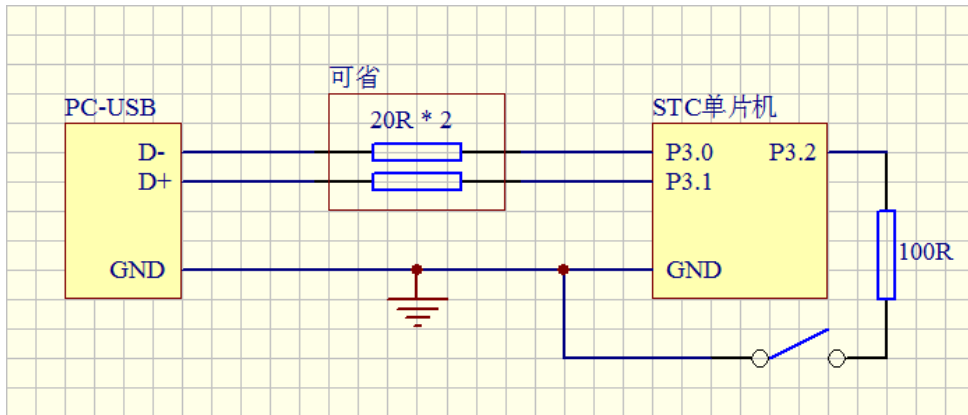 可省
PC-USB
20R * 2
STC单片机
D-
P3.0
P3.2
D+
P3.1
GND
GND
100R